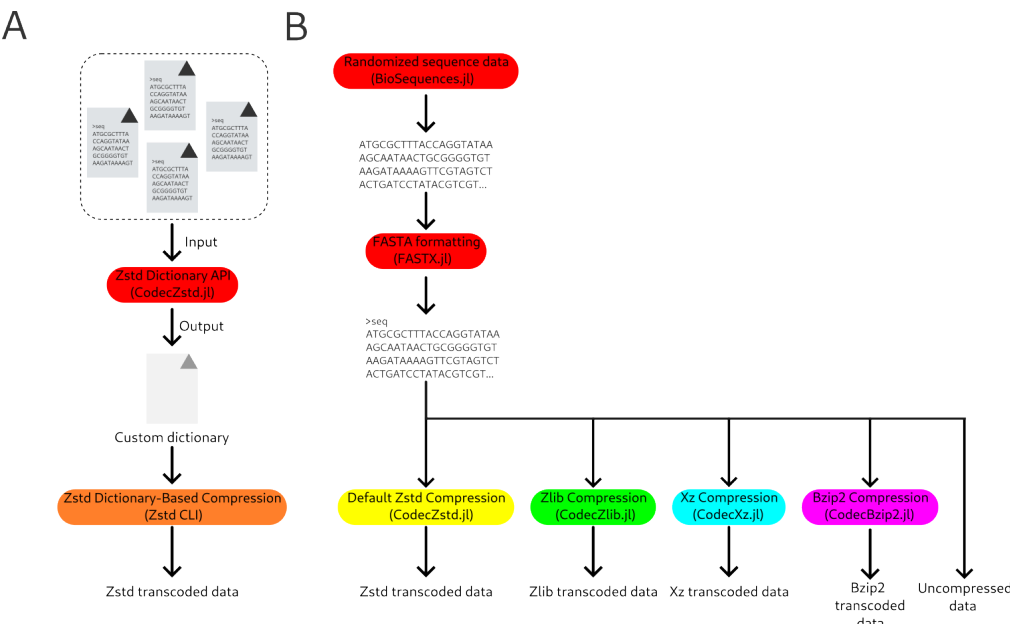 A
B
>seq
ATGCGCTTTA
CCAGGTATAA
AGCAATAACT
GCGGGGTGT
AAGATAAAAGT
>seq
ATGCGCTTTA
CCAGGTATAA
AGCAATAACT
GCGGGGTGT
AAGATAAAAGT
>seq
ATGCGCTTTA
CCAGGTATAA
AGCAATAACT
GCGGGGTGT
AAGATAAAAGT
>seq
ATGCGCTTTA
CCAGGTATAA
AGCAATAACT
GCGGGGTGT
AAGATAAAAGT
Input
Zstd Dictionary API
(CodecZstd.jl)
Output
Custom dictionary
Zstd Dictionary-Based Compression
(Zstd CLI)
Zstd transcoded data
Randomized sequence data
(BioSequences.jl)
ATGCGCTTTACCAGGTATAA
AGCAATAACTGCGGGGTGT
AAGATAAAAGTTCGTAGTCT
ACTGATCCTATACGTCGT...
FASTA formatting
(FASTX.jl)
>seq
ATGCGCTTTACCAGGTATAA
AGCAATAACTGCGGGGTGT
AAGATAAAAGTTCGTAGTCT
ACTGATCCTATACGTCGT...
Default Zstd Compression
(CodecZstd.jl)
Zlib Compression
(CodecZlib.jl)
Xz Compression
(CodecXz.jl)
Bzip2 Compression
(CodecBzip2.jl)
Zstd transcoded data
Zlib transcoded data
Xz transcoded data
Bzip2
transcoded
data
Uncompressed
data